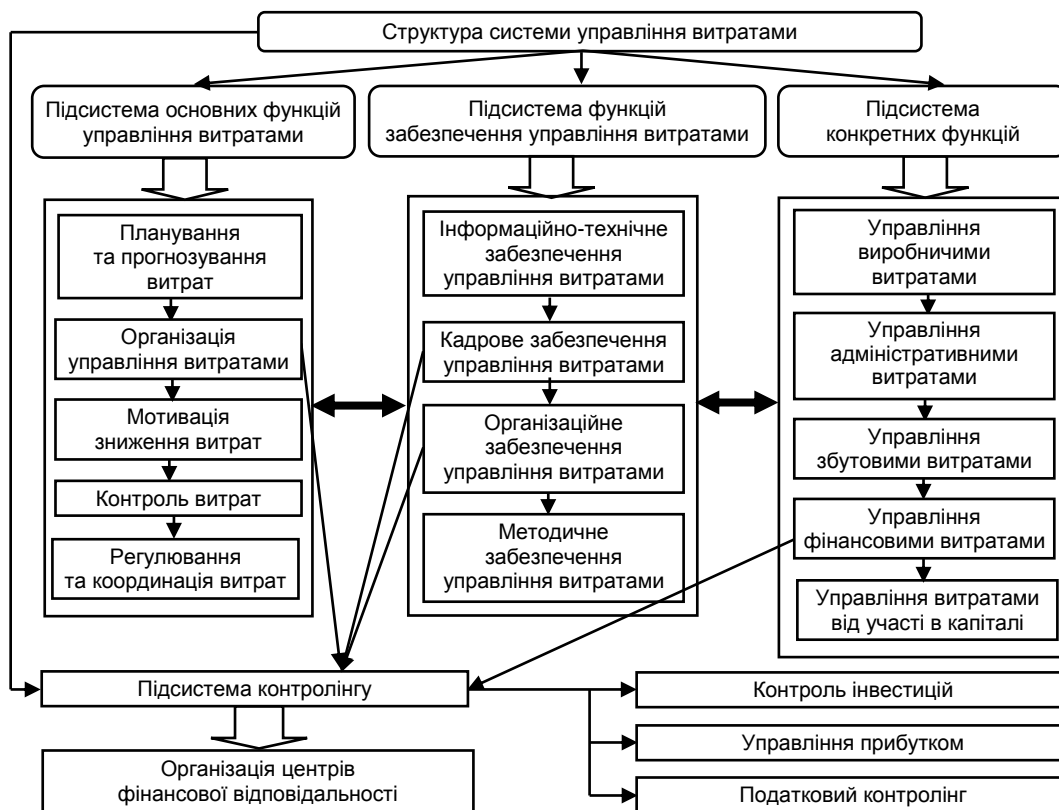 Структура системи управління витратами
Підсистема основних функцій
управління витратами
Підсистема функцій
забезпечення управління витратами
Підсистема
конкретних функцій
Планування
та прогнозування
витрат
Організація
управління витратами
Мотивація
зниження витрат
Контроль витрат
Регулювання
та координація витрат
Інформаційно-технічне
забезпечення
управління витратами
Кадрове забезпечення
управління витратами
Організаційне
забезпечення
управління витратами
Методичне
забезпечення
управління витратами
Управління
виробничими
витратами
Управління
адміністративними
витратами
Управління
збутовими витратами
Управління
фінансовими витратами
Управління витратами
від участі в капіталі
Підсистема контролінгу
Організація центрів
фінансової відповідальності
Контроль інвестицій
Управління прибутком
Податковий контролінг